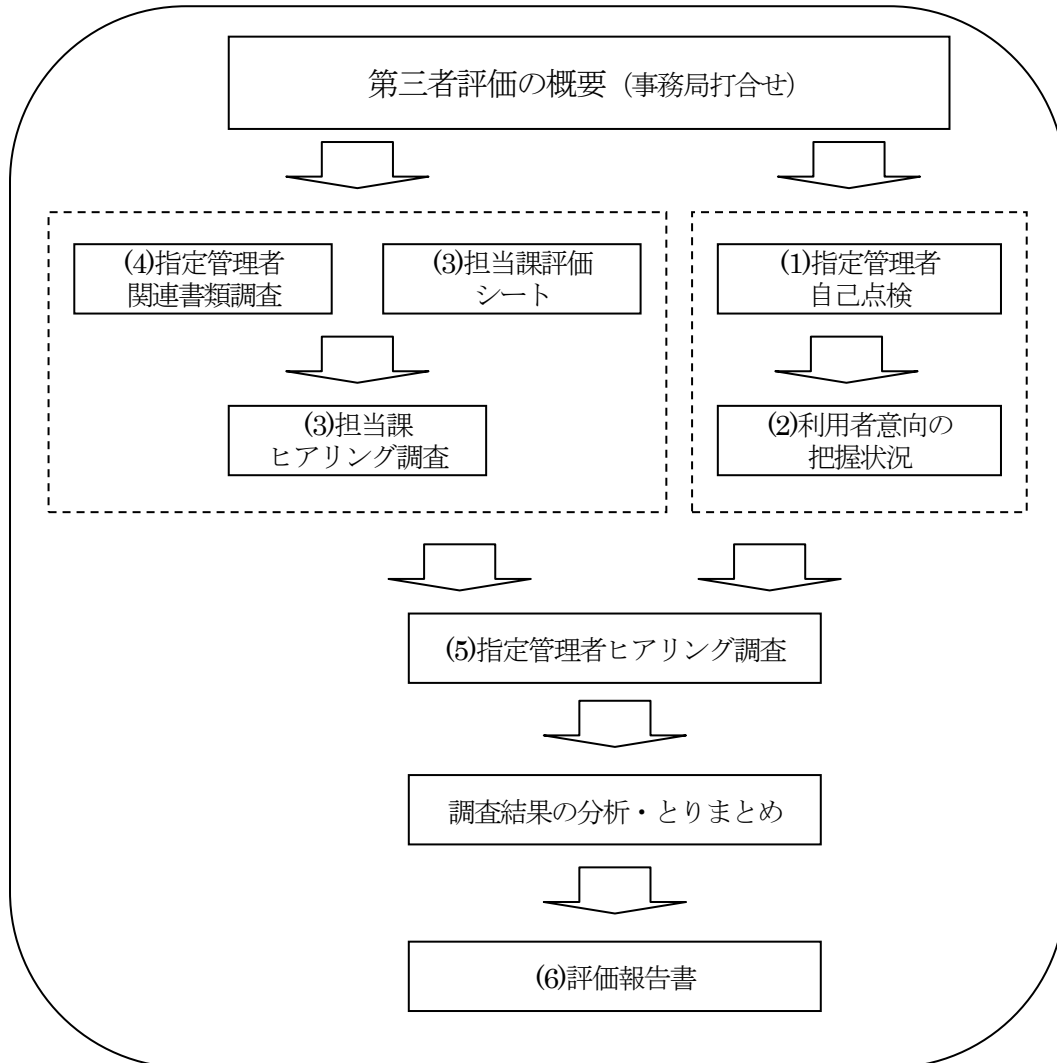 第三者評価の概要（事務局打合せ）
(4)指定管理者
関連書類調査
(3)担当課評価
シート
(1)指定管理者
自己点検
(3)担当課
ヒアリング調査
(2)利用者意向の
把握状況
(5)指定管理者ヒアリング調査
調査結果の分析・とりまとめ
(6)評価報告書